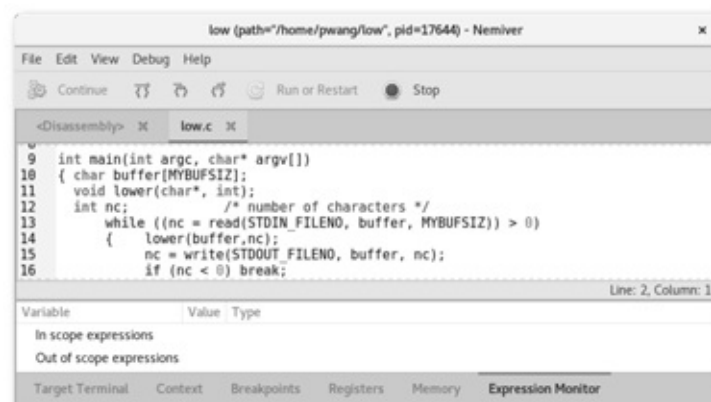 low (path="/home/pwang/low", pid=17644) - Nemiver ×
File Edit View Debug Help
Continue Run or Restart Stop
<Disassembly> × low.c ×
9 int main(int argc, char* argv[])
10 { char buffer[MYBUFSIZ];
11 void lower(char*, int);
12 int nc; /* number of characters */
13 while ((nc = read(STDIN_FILENO, buffer, MYBUFSIZ)) > 0)
14 { lower(buffer,nc);
15 nc = write(STDOUT_FILENO, buffer, nc);
16 if (nc < 0) break;
Line: 2, Column: 1
Variable Value Type
In scope expressions
Out of scope expressions
Target Terminal Context Breakpoints Registers Memory Expression Monitor